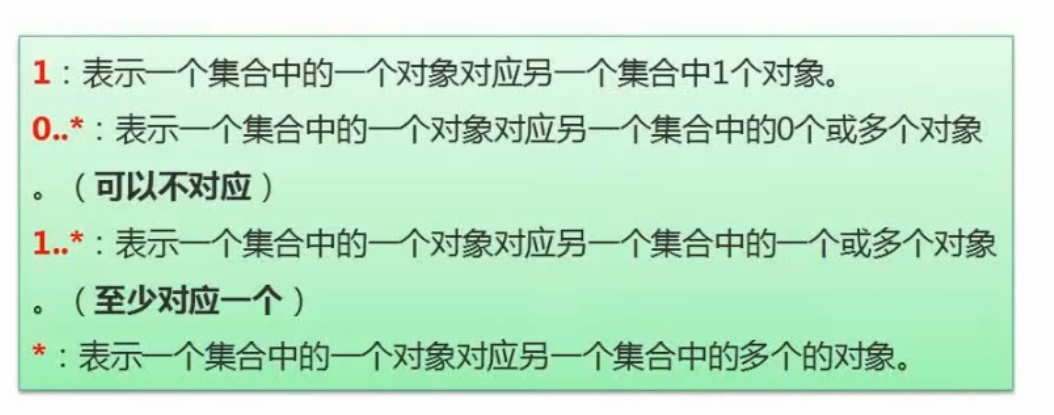 1：表示一个集合中的一个对象对应另一个集合中1个对象。
0..*：表示一个集合中的一个对象对应另一个集合中的0个或多个对象
。（可以不对应）
1..*：表示一个集合中的一个对象对应另一个集合中的一个或多个对象
。（至少对应一个）
*：表示一个集合中的一个对象对应另一个集合中的多个的对象。